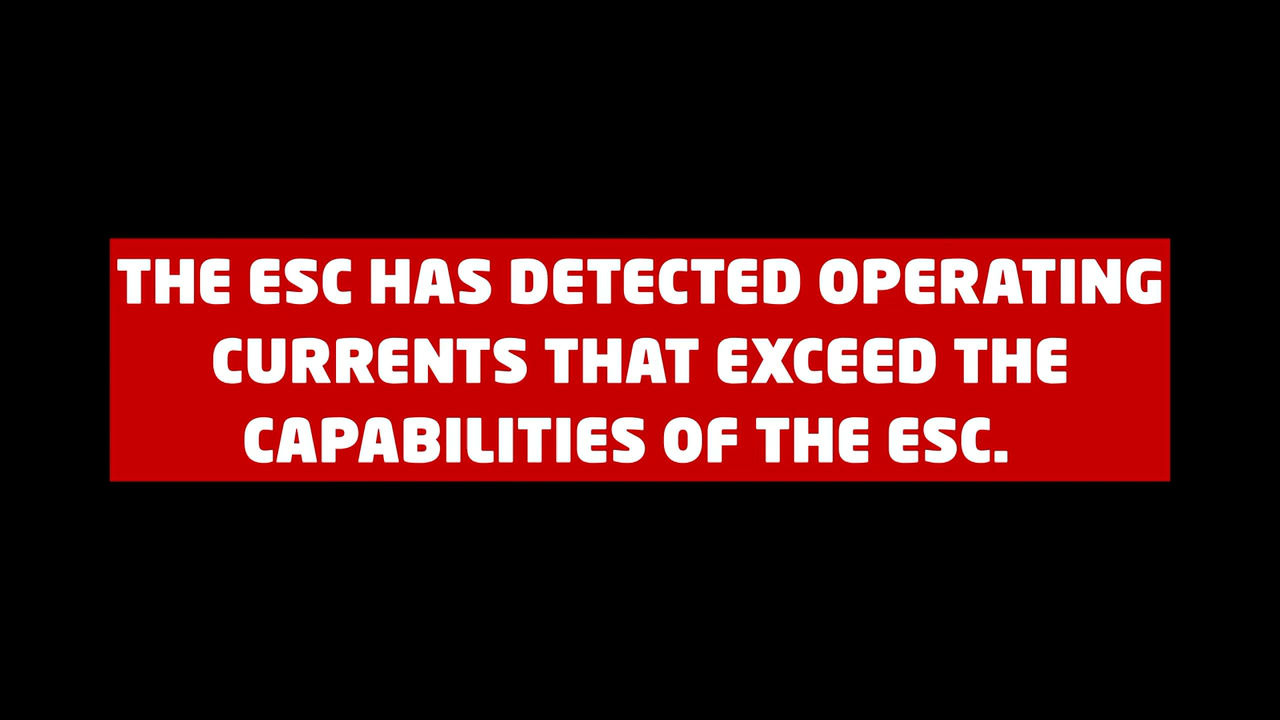 THE ESC HAS DETECTED OPERATING
CURRENTS THAT EXCEED THE
CAPABILITIES OF THE ESC.